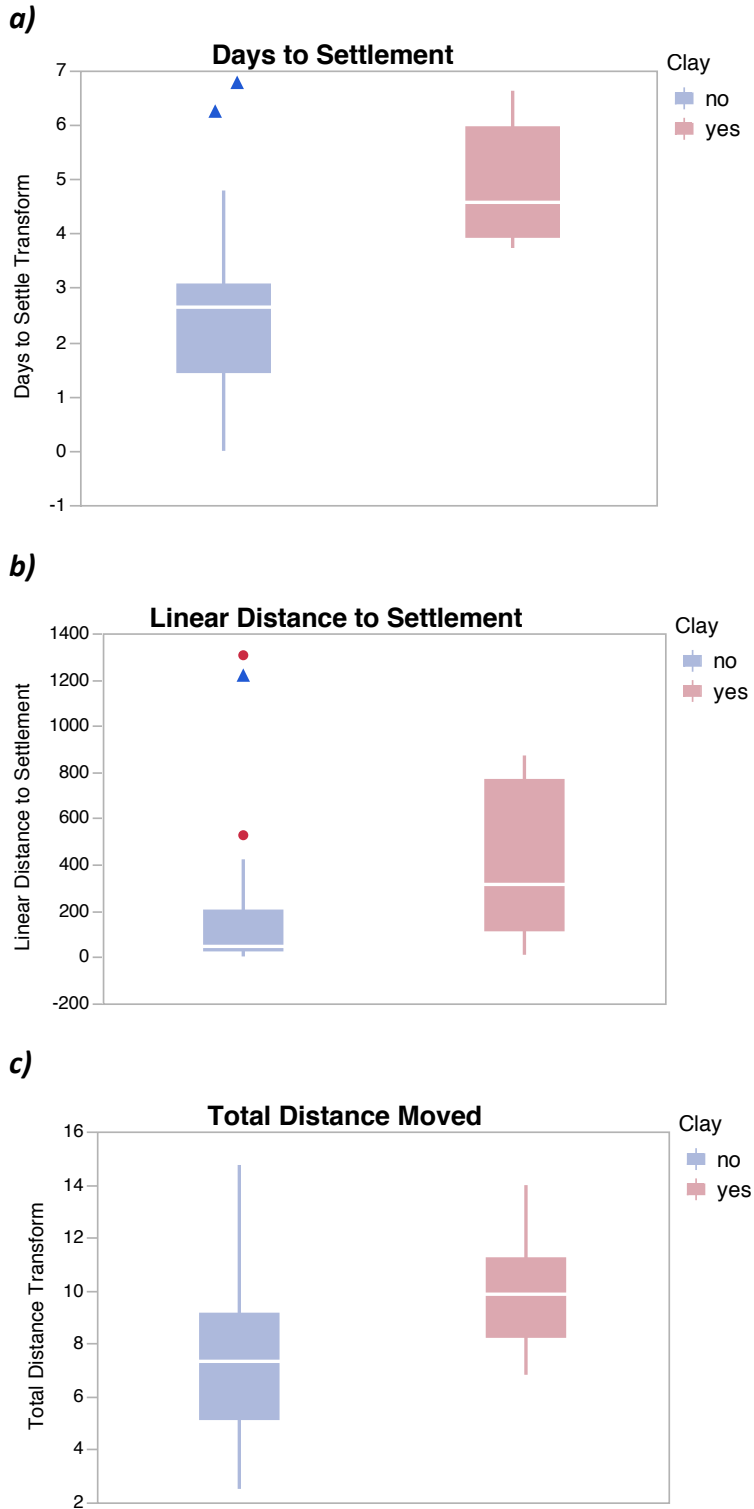 a)
Days to Settlement
Clay
no
yes
Days to Settle Transform
7
6
5
4
3
2
1
0
-1
b)
Linear Distance to Settlement
Clay
no
yes
Linear Distance to Settlement
1400
1200
1000
800
600
400
200
0
-200
c)
Total Distance Moved
Clay
no
yes
Total Distance Transform
16
14
12
10
8
6
4
2